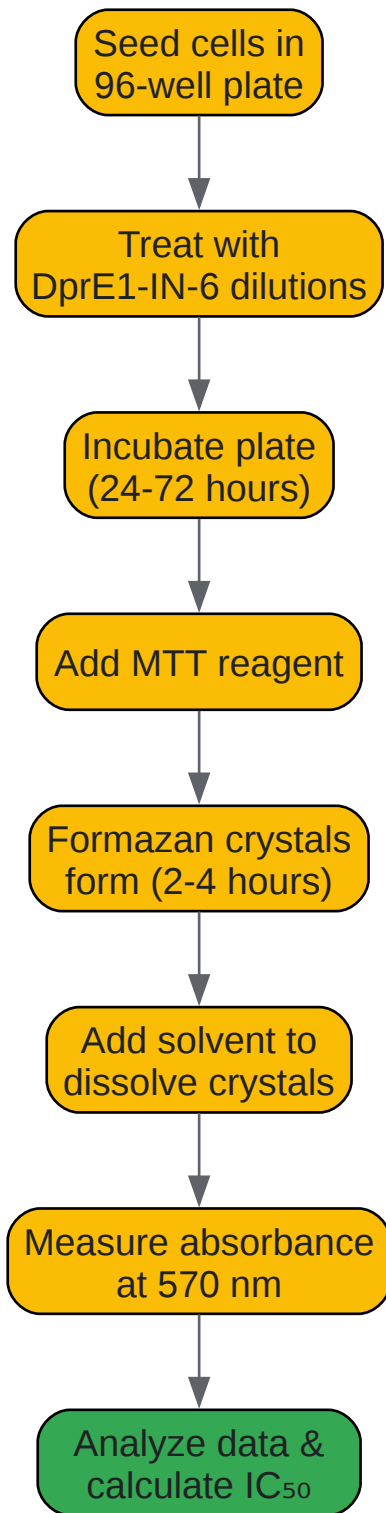 Seed cells in
96-well plate
Treat with
DprE1-IN-6 dilutions
Incubate plate
(24-72 hours)
Add MTT reagent
Formazan crystals
form (2-4 hours)
Add solvent to
dissolve crystals
Measure absorbance
at 570 nm
Analyze data &
calculate IC₅₀